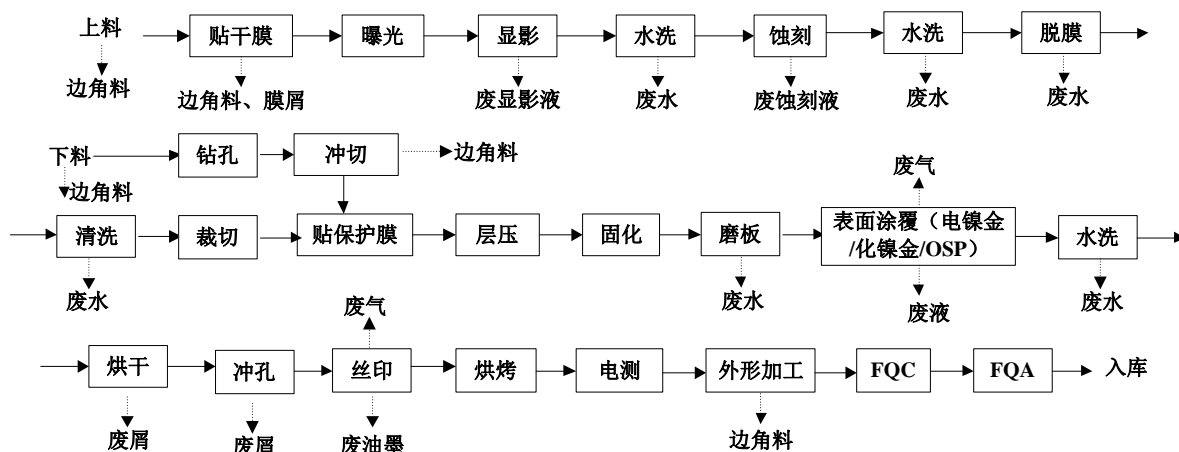 上料 贴干膜 曝光 显影 水洗 蚀刻 水洗 脱膜
边角料 边角料、膜屑 废显影液 废水 废蚀刻液 废水 废水
下料 钻孔 冲切 边角料 废气
边角料
清洗 裁切 贴保护膜 层压 固化 磨板 表面涂覆（电镍金 水洗
/化镍金/OSP）
废水 废水 废液 废水
废气
烘干 冲孔 丝印 烘烤 电测 外形加工 FQC FQA 入库
废屑 废屑 废油墨 边角料